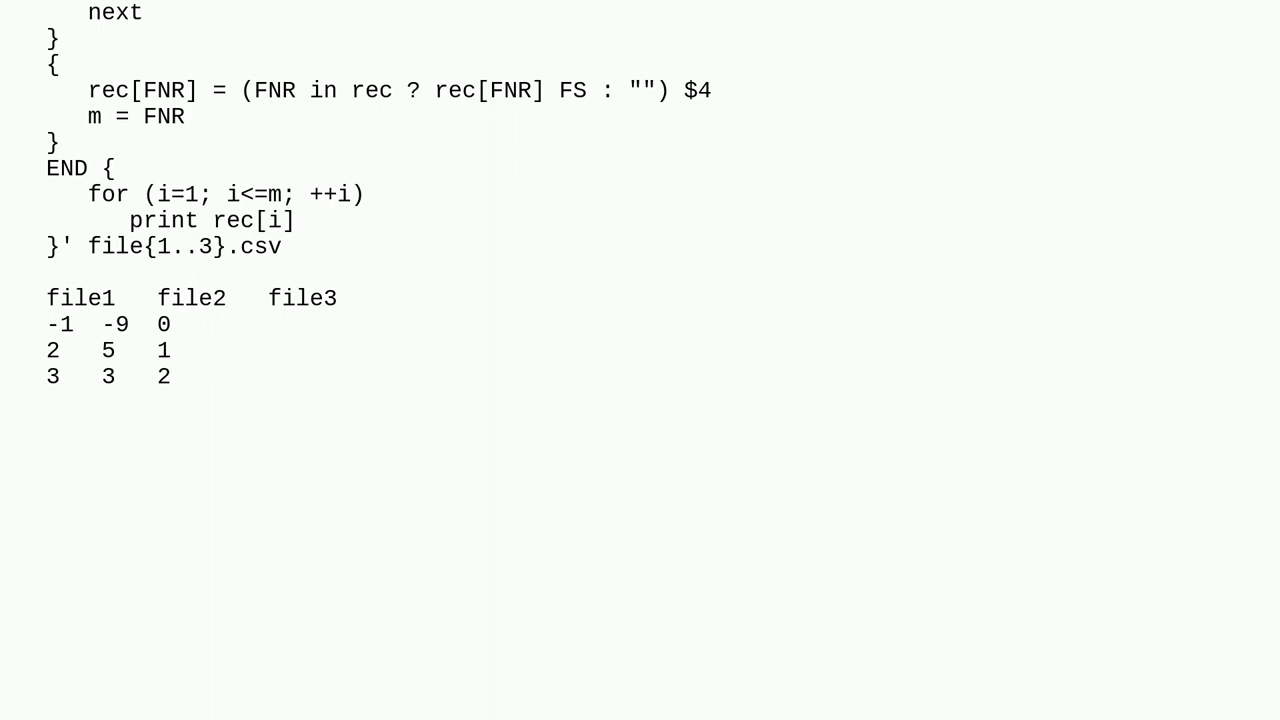 next
}
{
   rec[FNR] = (FNR in rec ? rec[FNR] FS : "") $4
   m = FNR
}
END {
   for (i=1; i<=m; ++i)
      print rec[i]
}' file{1..3}.csv

file1   file2   file3
-1  -9  0
2   5   1
3   3   2